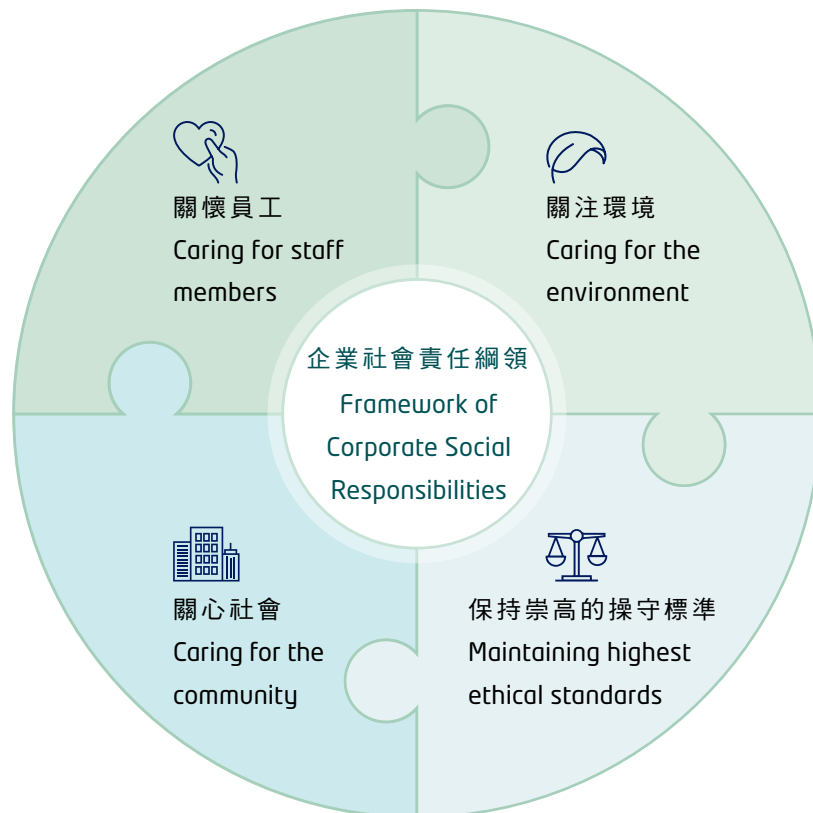 關懷員工
Caring for staff
members
關注環境
Caring for the
environment
企業社會責任綱領
Framework of
Corporate Social
Responsibilities
關心社會
Caring for the
community
保持崇高的操守標準
Maintaining highest
ethical standards